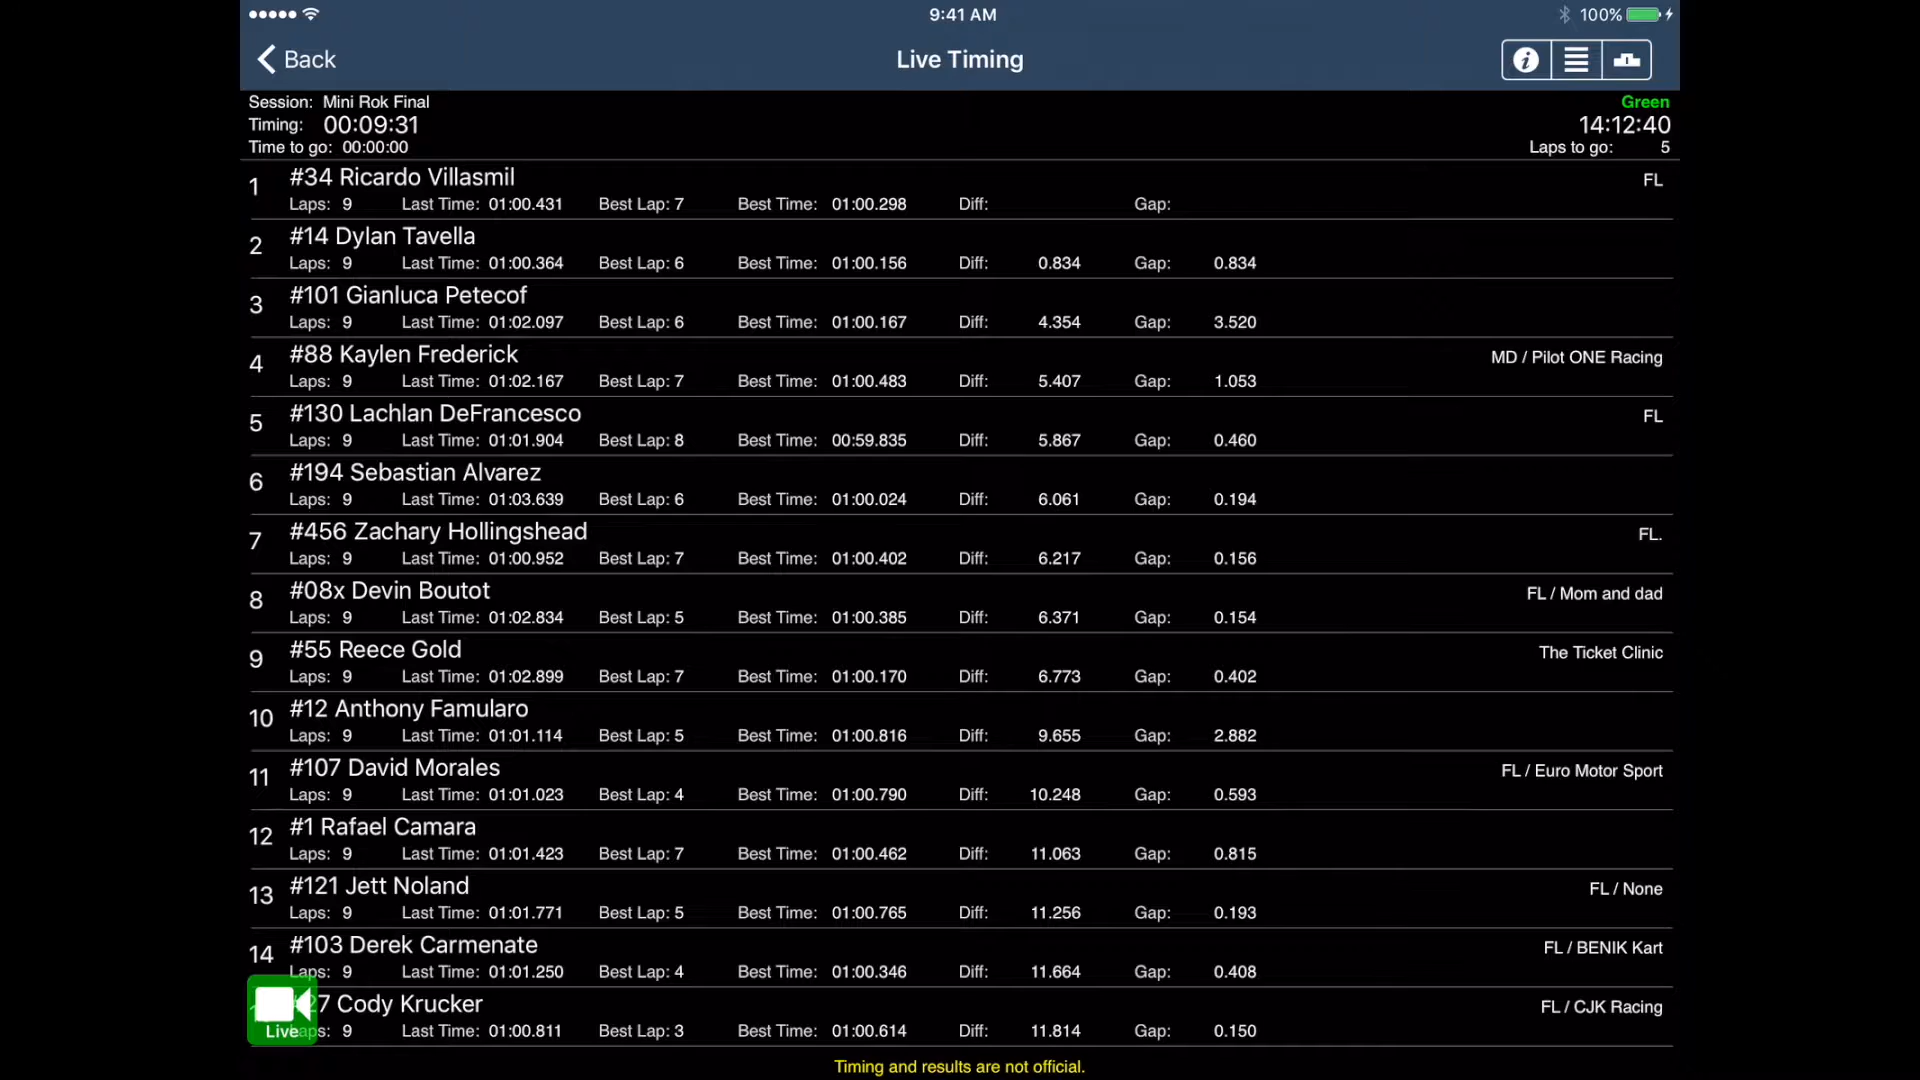 9:41 AM
100%
Back
Live Timing
Session: Mini Rok Final
Green
Timing: 00:09:31
14:12:40
Time to go: 00:00:00
Laps to go: 5
1 #34 Ricardo Villasmil FL
Laps: 9 Last Time: 01:00.431 Best Lap: 7 Best Time: 01:00.298 Diff: Gap:
2 #14 Dylan Tavella
Laps: 9 Last Time: 01:00.364 Best Lap: 6 Best Time: 01:00.156 Diff: 0.834 Gap: 0.834
3 #101 Gianluca Petecof
Laps: 9 Last Time: 01:02.097 Best Lap: 6 Best Time: 01:00.167 Diff: 4.354 Gap: 3.520
4 #88 Kaylen Frederick MD / Pilot ONE Racing
Laps: 9 Last Time: 01:02.167 Best Lap: 7 Best Time: 01:00.483 Diff: 5.407 Gap: 1.053
5 #130 Lachlan DeFrancesco FL
Laps: 9 Last Time: 01:01.904 Best Lap: 8 Best Time: 00:59.835 Diff: 5.867 Gap: 0.460
6 #194 Sebastian Alvarez
Laps: 9 Last Time: 01:03.639 Best Lap: 6 Best Time: 01:00.024 Diff: 6.061 Gap: 0.194
7 #456 Zachary Hollingshead FL.
Laps: 9 Last Time: 01:00.952 Best Lap: 7 Best Time: 01:00.402 Diff: 6.217 Gap: 0.156
8 #08x Devin Boutot FL / Mom and dad
Laps: 9 Last Time: 01:02.834 Best Lap: 5 Best Time: 01:00.385 Diff: 6.371 Gap: 0.154
9 #55 Reece Gold The Ticket Clinic
Laps: 9 Last Time: 01:02.899 Best Lap: 7 Best Time: 01:00.170 Diff: 6.773 Gap: 0.402
10 #12 Anthony Famularo
Laps: 9 Last Time: 01:01.114 Best Lap: 5 Best Time: 01:00.816 Diff: 9.655 Gap: 2.882
11 #107 David Morales FL / Euro Motor Sport
Laps: 9 Last Time: 01:01.023 Best Lap: 4 Best Time: 01:00.790 Diff: 10.248 Gap: 0.593
12 #1 Rafael Camara
Laps: 9 Last Time: 01:01.423 Best Lap: 7 Best Time: 01:00.462 Diff: 11.063 Gap: 0.815
13 #121 Jett Noland FL / None
Laps: 9 Last Time: 01:01.771 Best Lap: 5 Best Time: 01:00.765 Diff: 11.256 Gap: 0.193
14 #103 Derek Carmenate FL / BENIK Kart
Laps: 9 Last Time: 01:01.250 Best Lap: 4 Best Time: 01:00.346 Diff: 11.664 Gap: 0.408
Cody Krucker FL / CJK Racing
Live 9 Last Time: 01:00.811 Best Lap: 3 Best Time: 01:00.614 Diff: 11.814 Gap: 0.150
Timing and results are not official.